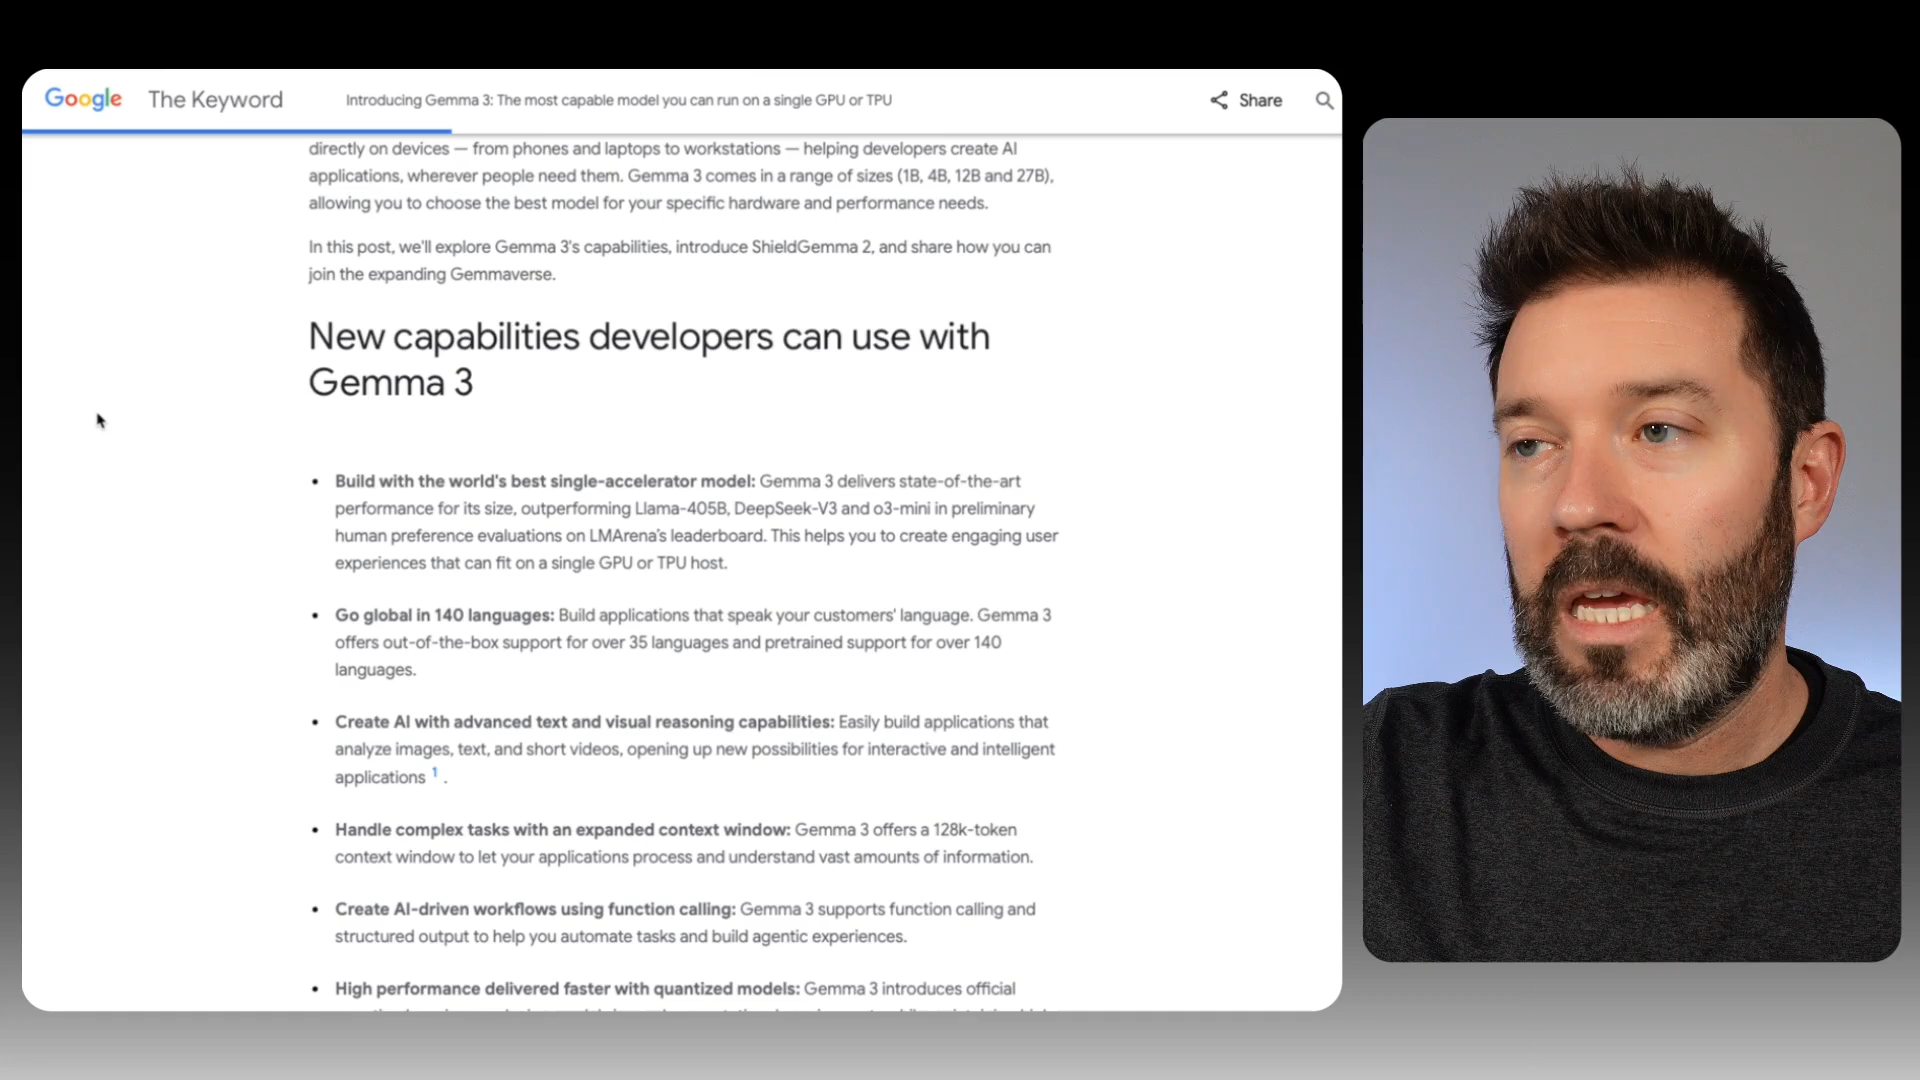 Google The Keyword Introducing Gemma 3: The most capable model you can run on a single GPU or TPU Share
directly on devices — from phones and laptops to workstations — helping developers create AI
applications, wherever people need them. Gemma 3 comes in a range of sizes (1B, 4B, 12B and 27B),
allowing you to choose the best model for your specific hardware and performance needs.
In this post, we'll explore Gemma 3's capabilities, introduce ShieldGemma 2, and share how you can
join the expanding Gemmaverse.
New capabilities developers can use with
Gemma 3
• Build with the world's best single-accelerator model: Gemma 3 delivers state-of-the-art
performance for its size, outperforming Llama-405B, DeepSeek-V3 and o3-mini in preliminary
human preference evaluations on LMArena's leaderboard. This helps you to create engaging user
experiences that can fit on a single GPU or TPU host.
• Go global in 140 languages: Build applications that speak your customers' language. Gemma 3
offers out-of-the-box support for over 35 languages and pretrained support for over 140
languages.
• Create AI with advanced text and visual reasoning capabilities: Easily build applications that
analyze images, text, and short videos, opening up new possibilities for interactive and intelligent
applications 1 .
• Handle complex tasks with an expanded context window: Gemma 3 offers a 128k-token
context window to let your applications process and understand vast amounts of information.
• Create AI-driven workflows using function calling: Gemma 3 supports function calling and
structured output to help you automate tasks and build agentic experiences.
• High performance delivered faster with quantized models: Gemma 3 introduces official